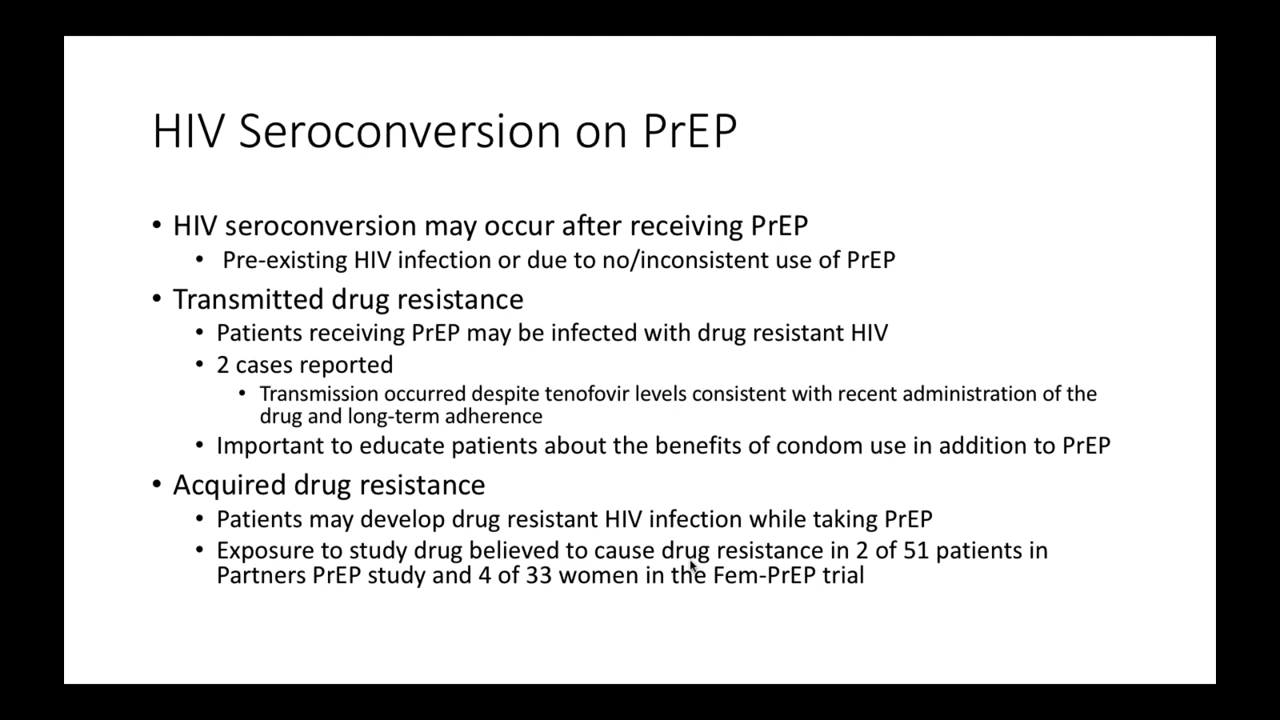 HIV Seroconversion on PrEP
• HIV seroconversion may occur after receiving PrEP
• Pre-existing HIV infection or due to no/inconsistent use of PrEP
• Transmitted drug resistance
• Patients receiving PrEP may be infected with drug resistant HIV
• 2 cases reported
• Transmission occurred despite tenofovir levels consistent with recent administration of the
drug and long-term adherence
• Important to educate patients about the benefits of condom use in addition to PrEP
• Acquired drug resistance
• Patients may develop drug resistant HIV infection while taking PrEP
• Exposure to study drug believed to cause drug resistance in 2 of 51 patients in
Partners PrEP study and 4 of 33 women in the Fem-PrEP trial